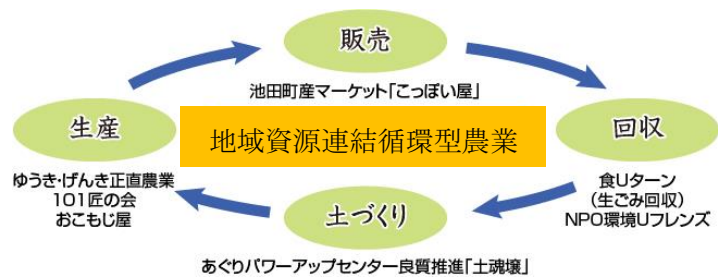 販売
池田町産マーケット「こっぽい屋」
生産
地域資源連結循環型農業
回収
ゆうき・げんき正直農業
101匠の会
おこもじ屋
食Uターン
(生ごみ回収)
NPO環境Uフレンズ
土づくり
あぐりパワーアップセンター良質推進「土魂壌」